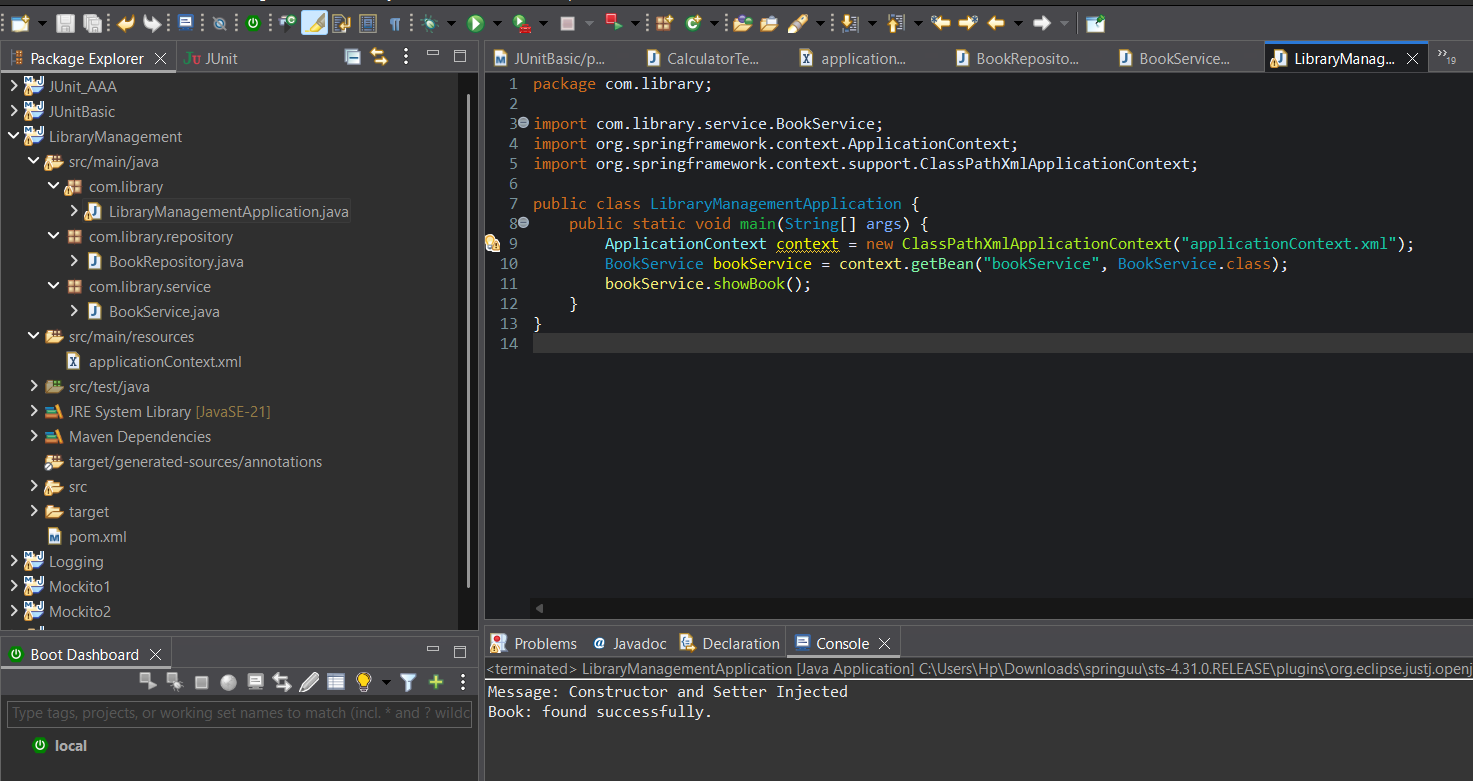 Package Explorer
JUnit
JUnit_AAA
JUnitBasic
LibraryManagement
src/main/java
com.library
LibraryManagementApplication.java
com.library.repository
BookRepository.java
com.library.service
BookService.java
src/main/resources
applicationContext.xml
src/test/java
JRE System Library [JavaSE-21]
Maven Dependencies
target/generated-sources/annotations
src
target
pom.xml
Logging
Mockito1
Mockito2
Boot Dashboard
Type tags, projects, or working set names to match (incl. * and ? wildc
local
JUnitBasic/p...
CalculatorTe...
application...
BookReposito...
BookService...
LibraryManag...
19
1 package com.library;
2
3 import com.library.service.BookService;
4 import org.springframework.context.ApplicationContext;
5 import org.springframework.context.support.ClassPathXmlApplicationContext;
6
7 public class LibraryManagementApplication {
8     public static void main(String[] args) {
9         ApplicationContext context = new ClassPathXmlApplicationContext("applicationContext.xml");
10         BookService bookService = context.getBean("bookService", BookService.class);
11         bookService.showBook();
12     }
13 }
14
Problems
Javadoc
Declaration
Console
<terminated> LibraryManagementApplication [Java Application] C:\Users\Hp\Downloads\springuu\sts-4.31.0.RELEASE\plugins\org.eclipse.justj.openj
Message: Constructor and Setter Injected
Book: found successfully.